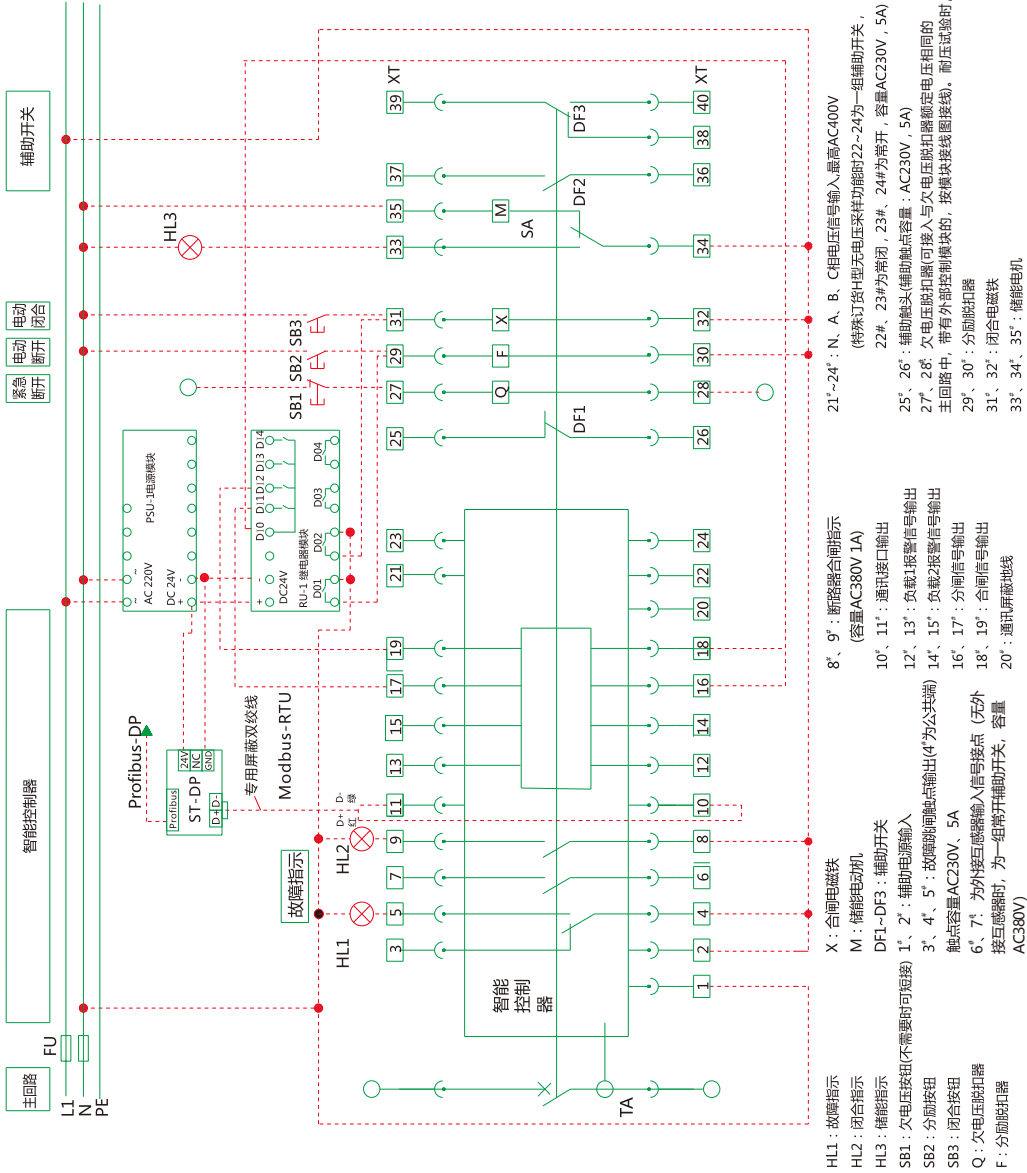 主回路
智能控制器
紧急
断开
电动
断开
电动
闭合
辅助开关
L1
N
PE
FU
Profibus-DP
Profibus
ST-DP
24V
NC
GND
D+
D-
专用屏蔽双绞线
Modbus-RTU
PSU-1电源模块
AC 220V
DC 24V
~
~
+
-
RU-1 继电器模块
DC24V
+
-
DI0
DI1
DI2
DI3
DI4
D01
D02
D03
D04
SB1
SB2
SB3
HL3
故障指示
HL1
HL2
D+
红
D-
绿
3
5
7
9
11
13
15
17
19
21
23
25
27
29
31
33
35
37
39
XT
智能
控制
器
TA
DF1
Q
F
X
M
SA
DF2
DF3
1
2
4
6
8
10
12
14
16
18
20
22
24
26
28
30
32
34
36
38
40
XT
HL1：故障指示
HL2：闭合指示
HL3：储能指示
SB1：欠电压按钮(不需要时可短接)
SB2：分励按钮
SB3：闭合按钮
Q：欠电压脱扣器
F：分励脱扣器
X：合闸电磁铁
M：储能电动机
DF1~DF3：辅助开关
1#、2#：辅助电源输入
3#、4#、5#：故障跳闸触点输出(4#为公共端)
触点容量AC230V、5A
6#、7#：为外接互感器输入信号接点（无外
接互感器时，为一组常开辅助开关，容量
AC380V）
8#、9#：断路器合闸指示
(容量AC380V 1A)
10#、11#：通讯接口输出
12#、13#：负载1报警信号输出
14#、15#：负载2报警信号输出
16#、17#：分闸信号输出
18#、19#：合闸信号输出
20#：通讯屏蔽地线
21#~24#：N、A、B、C相电压信号输入,最高AC400V
(特殊订货H型无电压采样功能时22~24为一组辅助开关，
22#、23#为常闭，23#、24#为常开，容量AC230V，5A)
25#、26#：辅助触头(辅助触点容量：AC230V，5A)
27#、28#：欠电压脱扣器(可接入与欠电压脱扣器额定电压相同的
主回路中，带有外部控制模块的，按模块接线图接线)。耐压试验时,
29#、30#：分励脱扣器
31#、32#：闭合电磁铁
33#、34#、35#：储能电机